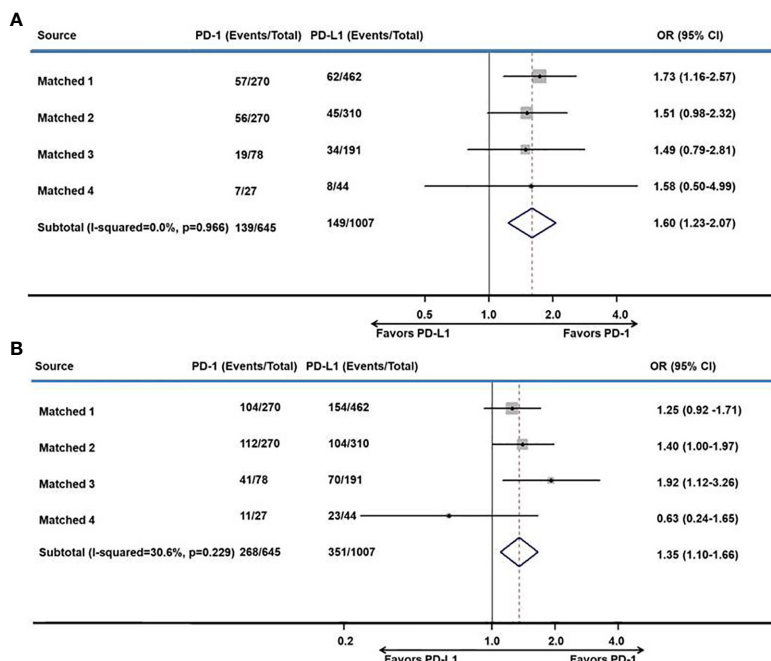 A
Source PD-1 (Events/Total) PD-L1 (Events/Total) OR (95% CI)
Matched 1 57/270 62/462 1.73 (1.16-2.57)
Matched 2 56/270 45/310 1.51 (0.98-2.32)
Matched 3 19/78 34/191 1.49 (0.79-2.81)
Matched 4 7/27 8/44 1.58 (0.50-4.99)
Subtotal (I-squared=0.0%, p=0.966) 139/645 149/1007 1.60 (1.23-2.07)
0.5 1.0 2.0 4.0
Favors PD-L1 Favors PD-1
B
Source PD-1 (Events/Total) PD-L1 (Events/Total) OR (95% CI)
Matched 1 104/270 154/462 1.25 (0.92 -1.71)
Matched 2 112/270 104/310 1.40 (1.00-1.97)
Matched 3 41/78 70/191 1.92 (1.12-3.26)
Matched 4 11/27 23/44 0.63 (0.24-1.65)
Subtotal (I-squared=30.6%, p=0.229) 268/645 351/1007 1.35 (1.10-1.66)
0.2 1.0 2.0 4.0
Favors PD-L1 Favors PD-1